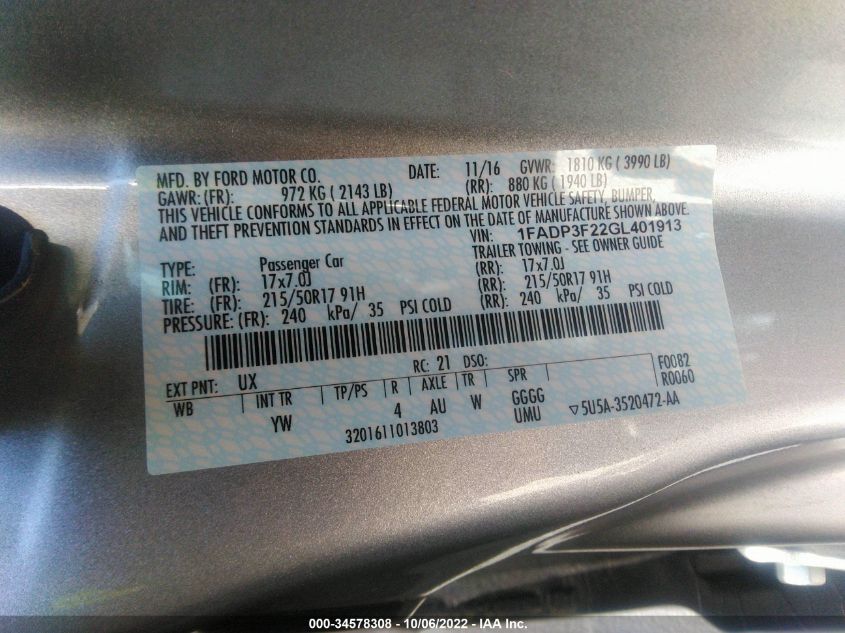 MFD. BY FORD MOTOR CO. DATE: 11/16 GVWR: 1810 KG ( 3990 LB)
GAWR: (FR): 972 KG ( 2143 LB) (RR): 880 KG ( 1940 LB)
THIS VEHICLE CONFORMS TO ALL APPLICABLE FEDERAL MOTOR VEHICLE SAFETY, BUMPER,
AND THEFT PREVENTION STANDARDS IN EFFECT ON THE DATE OF MANUFACTURE SHOWN ABOVE.
VIN: 1FADP3F22GL401913
TYPE: Passenger Car TRAILER TOWING - SEE OWNER GUIDE
RIM: (FR): 17x7.0J (RR): 17x7.0J
TIRE: (FR): 215/50R17 91H (RR): 215/50R17 91H
PRESSURE: (FR): 240 kPa/ 35 PSI COLD (RR): 240 kPa/ 35 PSI COLD
EXT PNT: UX RC: 21 DSO: F0082
WB INT TR TP/PS R AXLE TR SPR R0060
YW 4 AU W GGGG
UMU ▽5U5A-3520472-AA
3201611013803
000-34578308 - 10/06/2022 - IAA Inc.